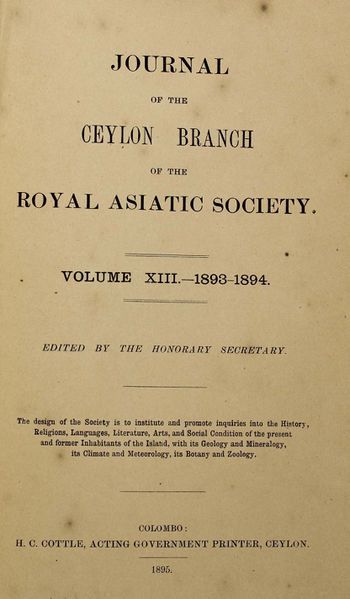 JOURNAL
OF THE
CEYLON BRANCH
OF THE
ROYAL ASIATIC SOCIETY.
VOLUME XIII.—1893-1894.
EDITED BY THE HONORARY SECRETARY.
The design of the Society is to institute and promote inquiries into the History,
Religions, Languages, Literature, Arts, and Social Condition of the present
and former Inhabitants of the Island, with its Geology and Mineralogy,
its Climate and Meteorology, its Botany and Zoology.
COLOMBO:
H. C. COTTLE, ACTING GOVERNMENT PRINTER, CEYLON.
1895.